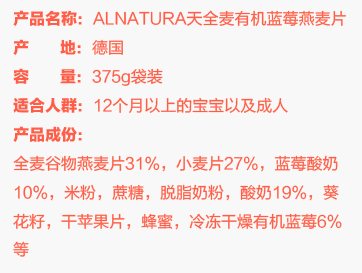 产品名称：ALNATURA天全麦有机蓝莓燕麦片
产 地：德国
容 量：375g袋装
适合人群：12个月以上的宝宝以及成人
产品成份：
全麦谷物燕麦片31%，小麦片27%，蓝莓酸奶
10%，米粉，蔗糖，脱脂奶粉，酸奶19%，葵
花籽，干苹果片，蜂蜜，冷冻干燥有机蓝莓6%
等